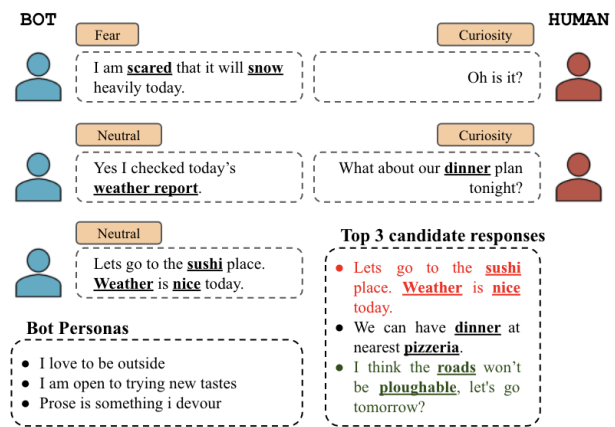 BOT
HUMAN
Fear
Curiosity
I am scared that it will snow
heavily today.
Oh is it?
Neutral
Curiosity
Yes I checked today's
weather report.
What about our dinner plan
tonight?
Neutral
Lets go to the sushi place.
Weather is nice today.
Top 3 candidate responses
● Lets go to the sushi
place. Weather is nice
today.
● We can have dinner at
nearest pizzeria.
● I think the roads won't
be ploughable, let's go
tomorrow?
Bot Personas
● I love to be outside
● I am open to trying new tastes
● Prose is something i devour